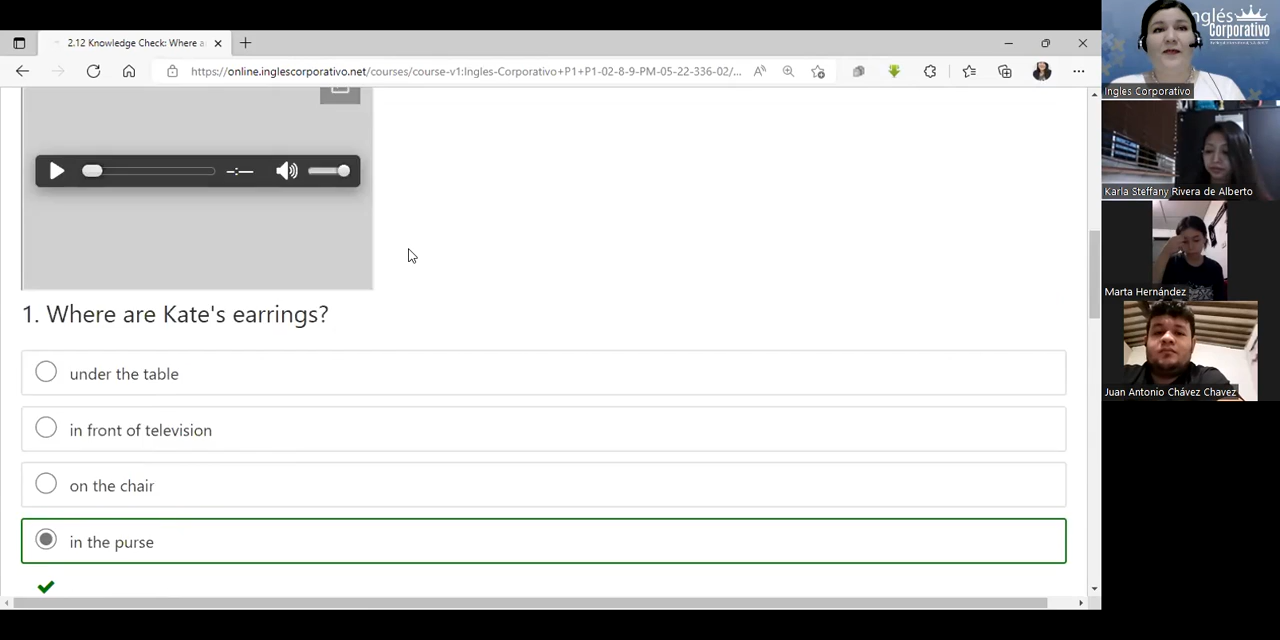 2.12 Knowledge Check: Where a
https://online.inglescorporativo.net/courses/course-v1:Ingles-Corporativo+P1+P1-02-8-9-PM-05-22-336-02/...
1. Where are Kate's earrings?
under the table
in front of television
on the chair
in the purse
Inglés
Corporativo
Ingles Corporativo
Karla Steffany Rivera de Alberto
Marta Hernández
Juan Antonio Chávez Chavez